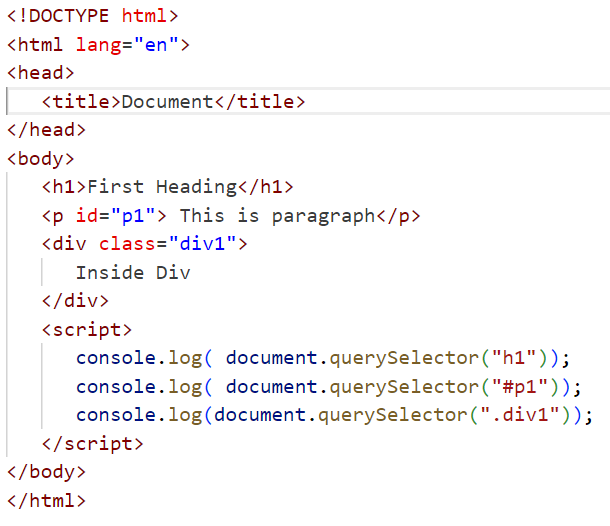 <!DOCTYPE html>
<html lang="en">
<head>
<title>Document</title>
</head>
<body>
<h1>First Heading</h1>
<p id="p1"> This is paragraph</p>
<div class="div1">
Inside Div
</div>
<script>
console.log( document.querySelector("h1"));
console.log( document.querySelector("#p1"));
console.log(document.querySelector(".div1"));
</script>
</body>
</html>